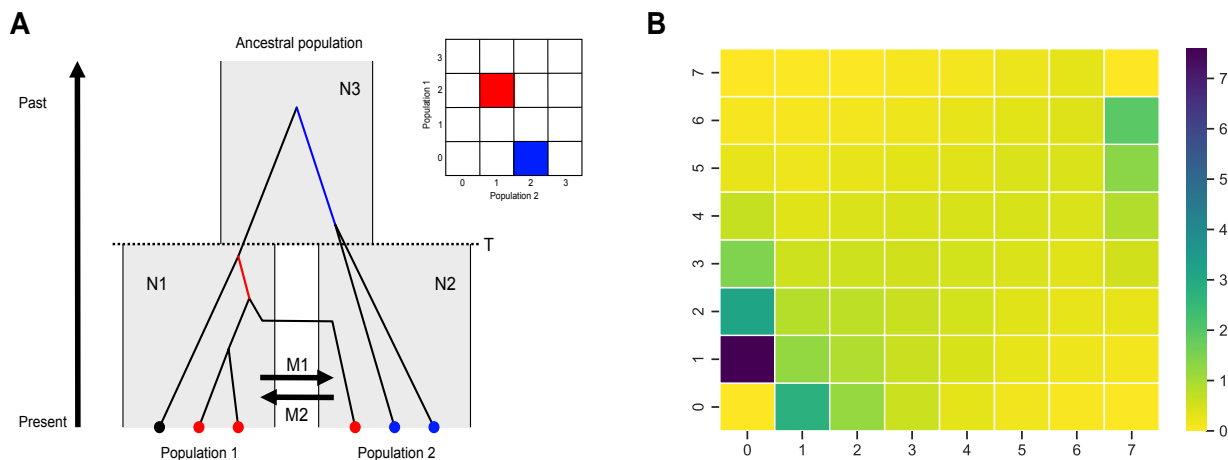 A
Ancestral population
Past
N3
3
2
1
0
Population 1
0 1 2 3
Population 2
T
N1
N2
M1
M2
Present
Population 1
Population 2
B
7
6
5
4
3
2
1
0
0 1 2 3 4 5 6 7
7
6
5
4
3
2
1
0